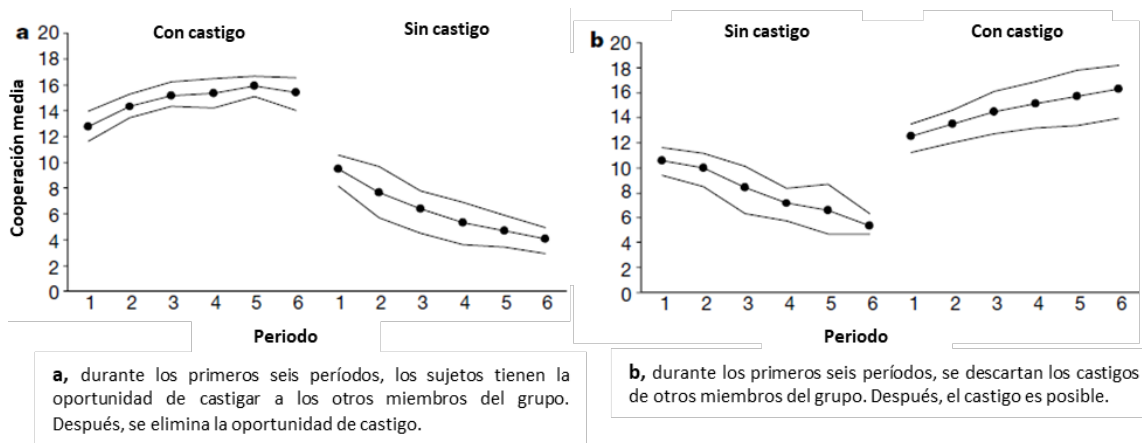 a
Con castigo
Sin castigo
Cooperación media
20
18
16
14
12
10
8
6
4
2
0
1 2 3 4 5 6 1 2 3 4 5 6
Periodo
a, durante los primeros seis períodos, los sujetos tienen la
oportunidad de castigar a los otros miembros del grupo.
Después, se elimina la oportunidad de castigo.
b
Sin castigo
Con castigo
20
18
16
14
12
10
8
6
4
2
0
1 2 3 4 5 6 1 2 3 4 5 6
Periodo
b, durante los primeros seis períodos, se descartan los castigos
de otros miembros del grupo. Después, el castigo es posible.